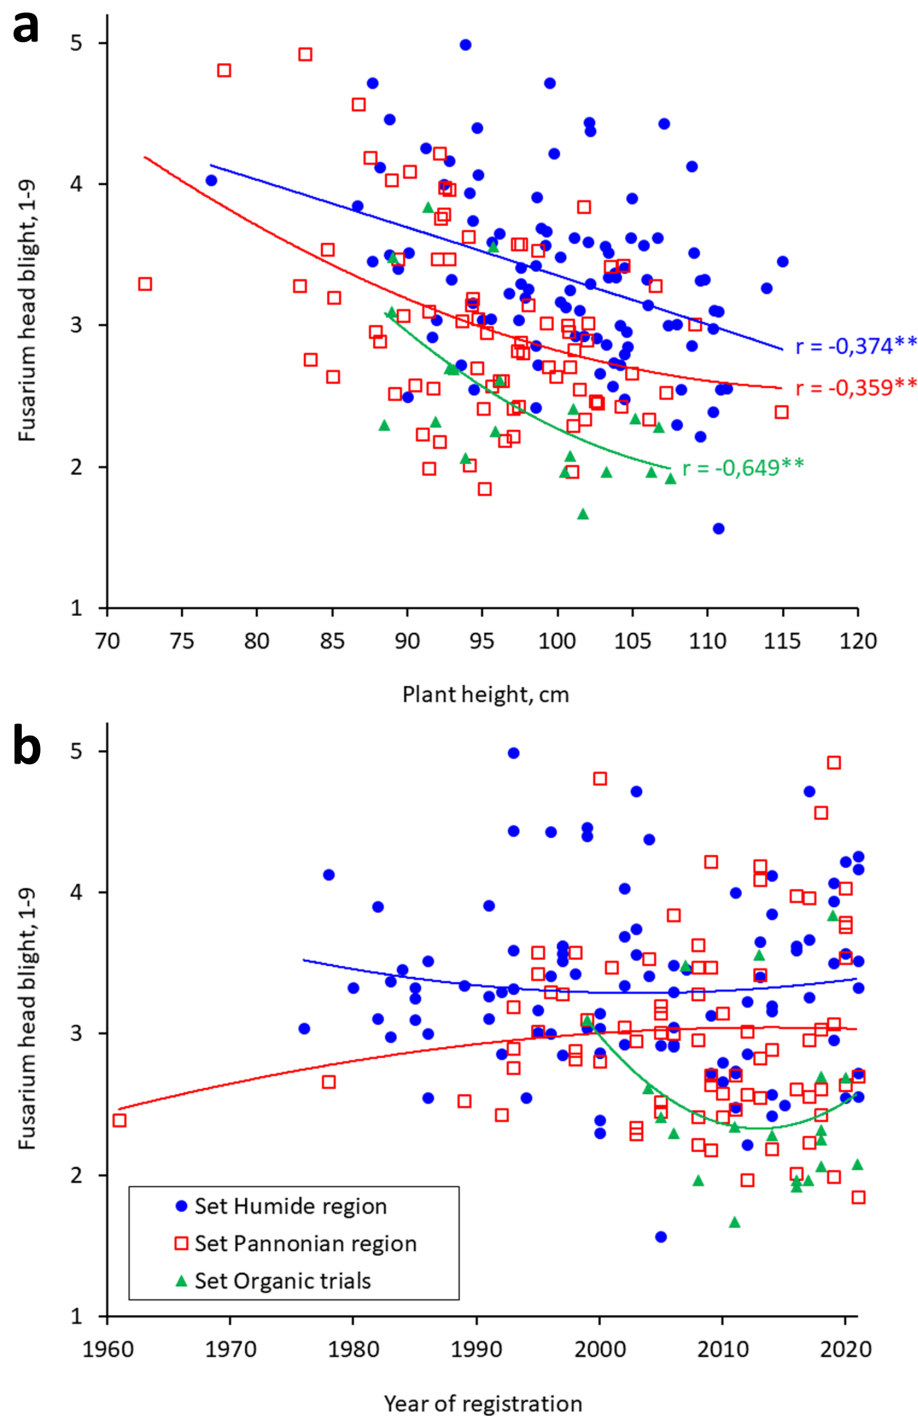 a
Fusarium head blight, 1-9
5
4
3
2
1
r = -0,374**
r = -0,359**
r = -0,649**
70 75 80 85 90 95 100 105 110 115 120
Plant height, cm
b
Fusarium head blight, 1-9
5
4
3
2
1
Set Humide region
Set Pannonian region
Set Organic trials
1960 1970 1980 1990 2000 2010 2020
Year of registration